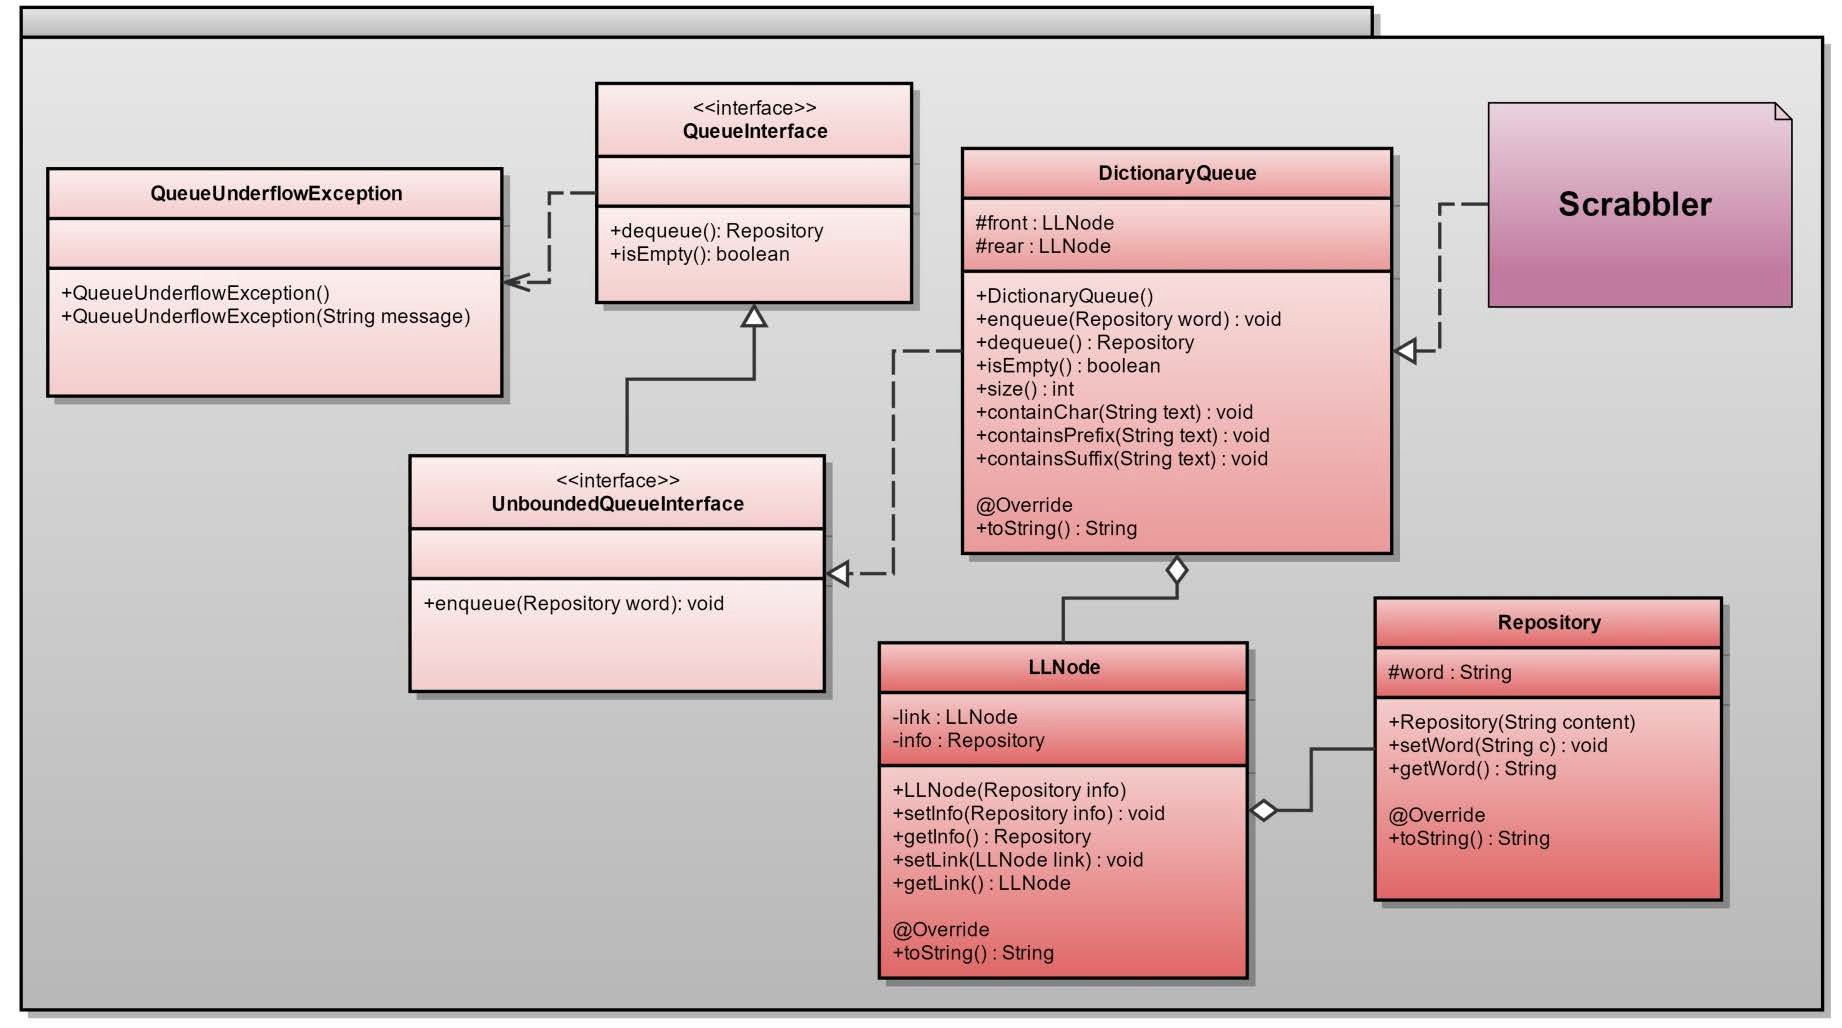 <<interface>>
QueueInterface
+dequeue(): Repository
+isEmpty(): boolean
QueueUnderflowException
+QueueUnderflowException()
+QueueUnderflowException(String message)
DictionaryQueue
#front : LLNode
#rear : LLNode
+DictionaryQueue()
+enqueue(Repository word) : void
+dequeue() : Repository
+isEmpty() : boolean
+size() : int
+containChar(String text) : void
+containsPrefix(String text) : void
+containsSuffix(String text) : void
@Override
+toString() : String
Scrabbler
<<interface>>
UnboundedQueueInterface
+enqueue(Repository word): void
LLNode
-link : LLNode
-info : Repository
+LLNode(Repository info)
+setInfo(Repository info) : void
+getInfo() : Repository
+setLink(LLNode link) : void
+getLink() : LLNode
@Override
+toString() : String
Repository
#word : String
+Repository(String content)
+setWord(String c) : void
+getWord() : String
@Override
+toString() : String